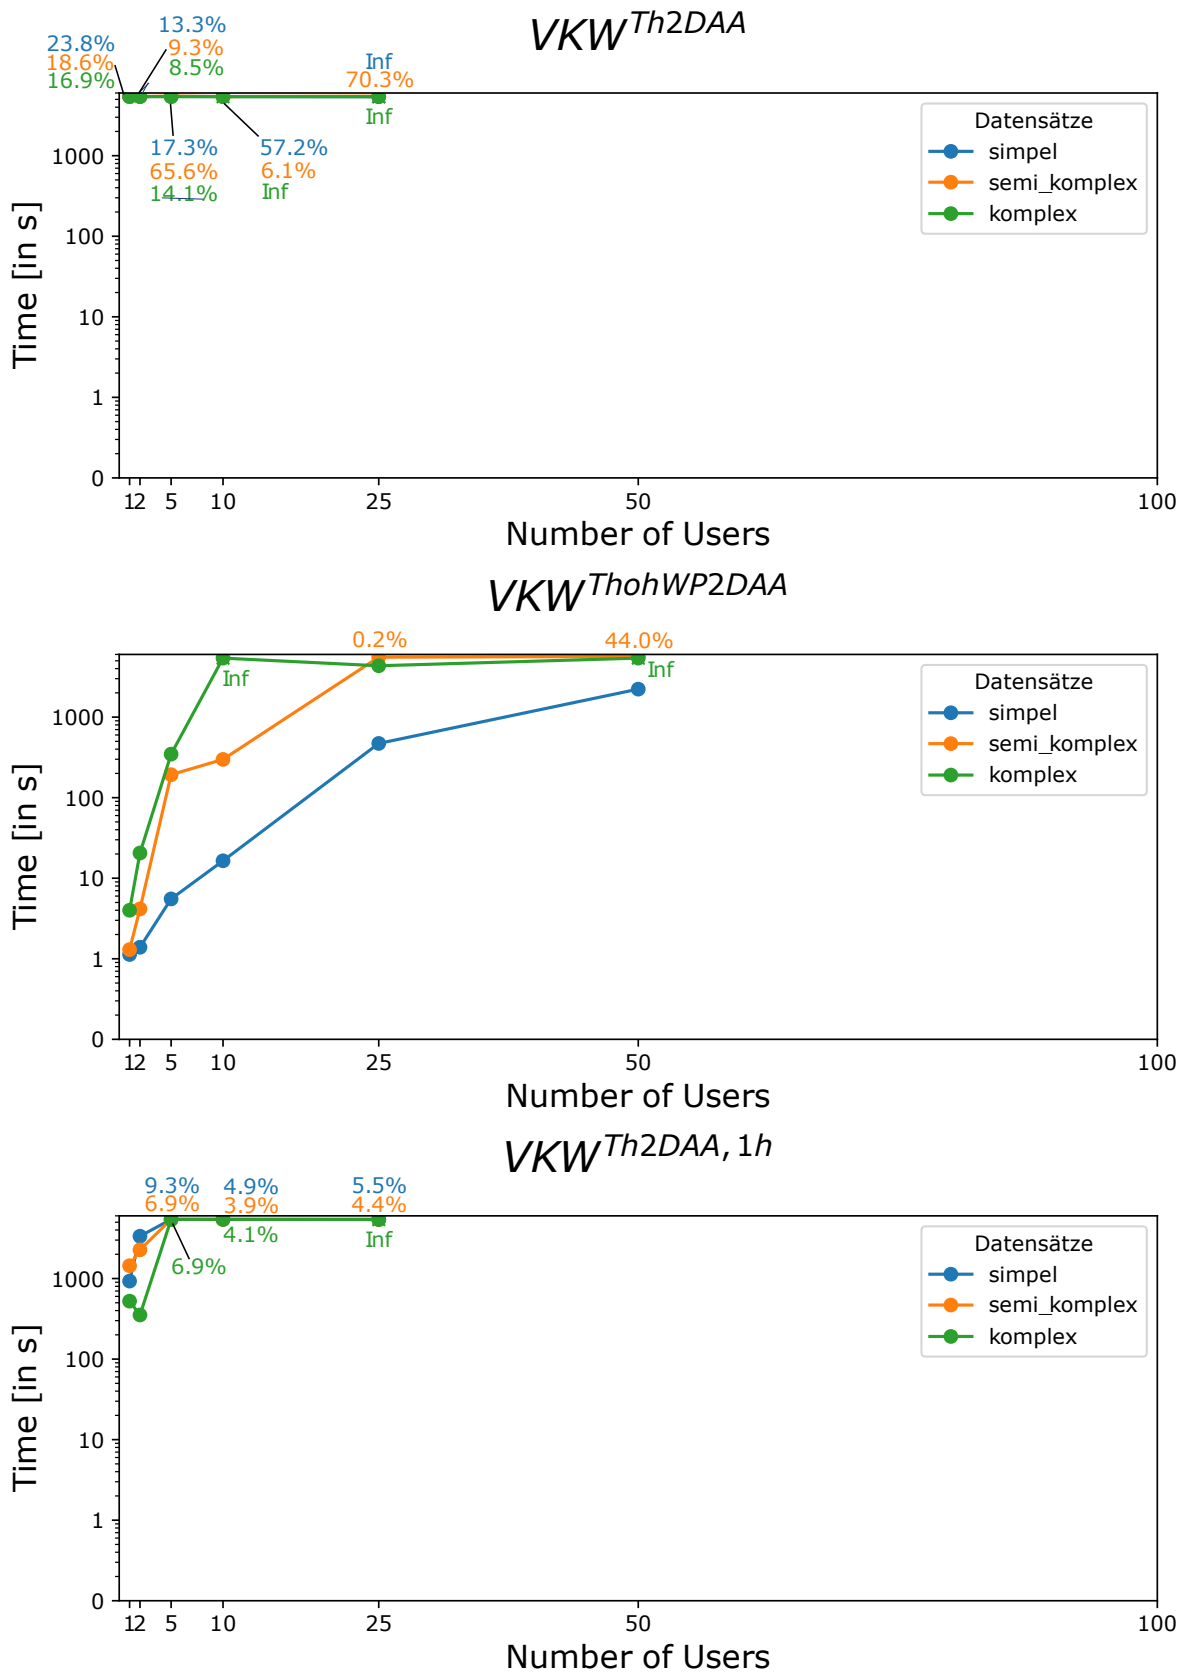 VKW^Th2DAA
13.3%
23.8%
9.3%
18.6%
8.5%
16.9%
Inf
70.3%
Inf
17.3%
65.6%
14.1%
57.2%
6.1%
Inf
Datensätze
simpel
semi_komplex
komplex
Time [in s]
1000
100
10
1
0
1 2 5 10 25 50 100
Number of Users
VKW^ThohWP2DAA
0.2%
44.0%
Inf
Inf
Datensätze
simpel
semi_komplex
komplex
Time [in s]
1000
100
10
1
0
1 2 5 10 25 50 100
Number of Users
VKW^Th2DAA, 1h
9.3% 4.9% 5.5%
6.9% 3.9% 4.4%
4.1%
Inf
6.9%
Datensätze
simpel
semi_komplex
komplex
Time [in s]
1000
100
10
1
0
1 2 5 10 25 50 100
Number of Users